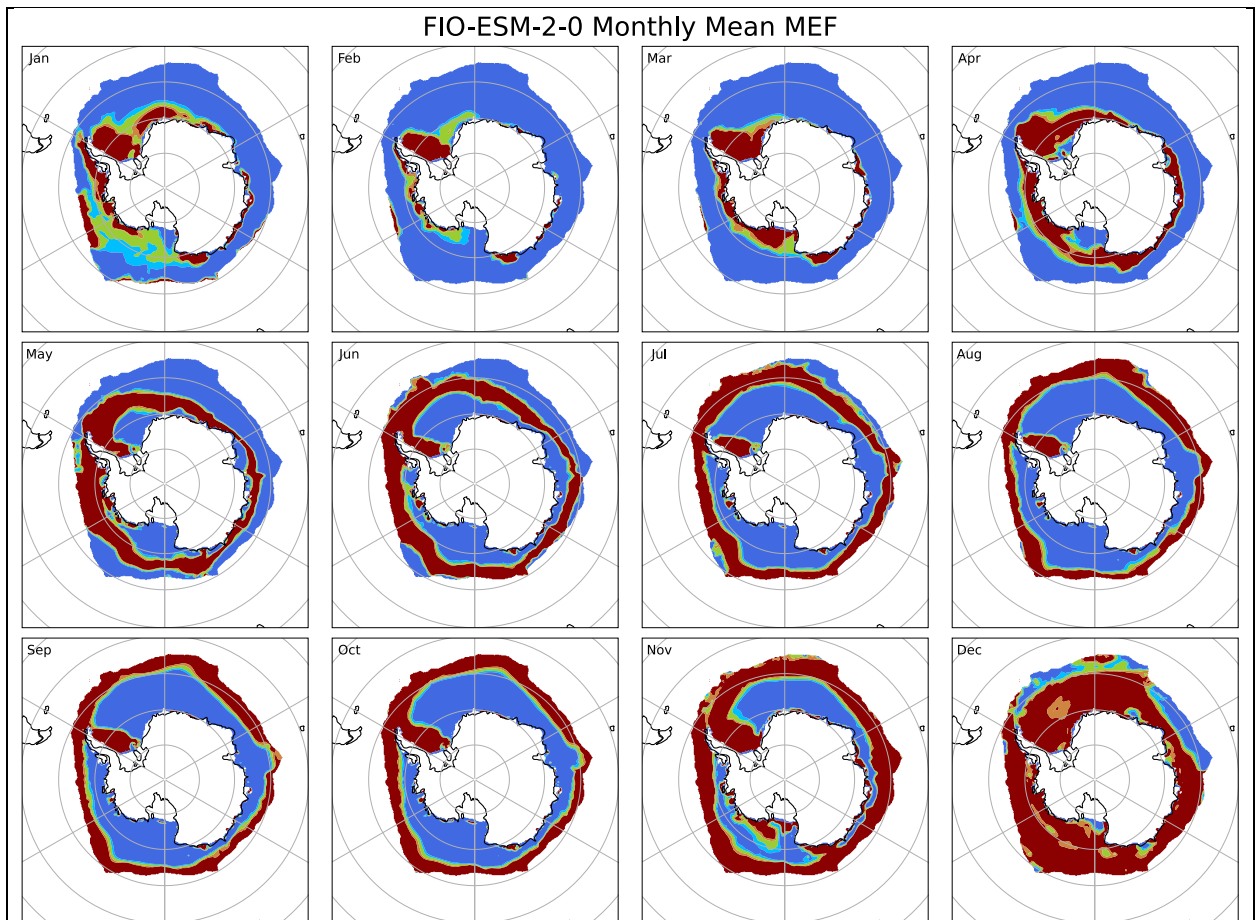 FIO-ESM-2-0 Monthly Mean MEF
Jan
Feb
Mar
Apr
May
Jun
Jul
Aug
Sep
Oct
Nov
Dec